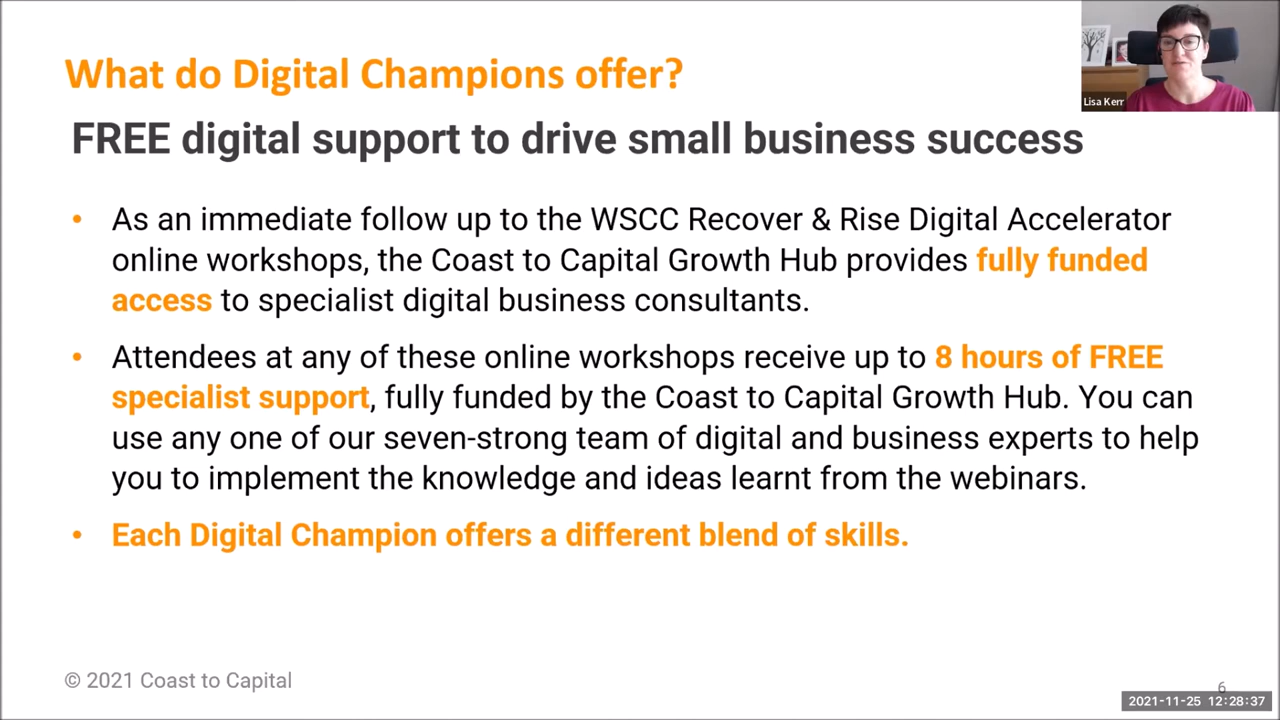 What do Digital Champions offer?
FREE digital support to drive small business success
• As an immediate follow up to the WSCC Recover & Rise Digital Accelerator
online workshops, the Coast to Capital Growth Hub provides fully funded
access to specialist digital business consultants.
• Attendees at any of these online workshops receive up to 8 hours of FREE
specialist support, fully funded by the Coast to Capital Growth Hub. You can
use any one of our seven-strong team of digital and business experts to help
you to implement the knowledge and ideas learnt from the webinars.
• Each Digital Champion offers a different blend of skills.
Lisa Kerr
© 2021 Coast to Capital
6
2021-11-25 12:28:37